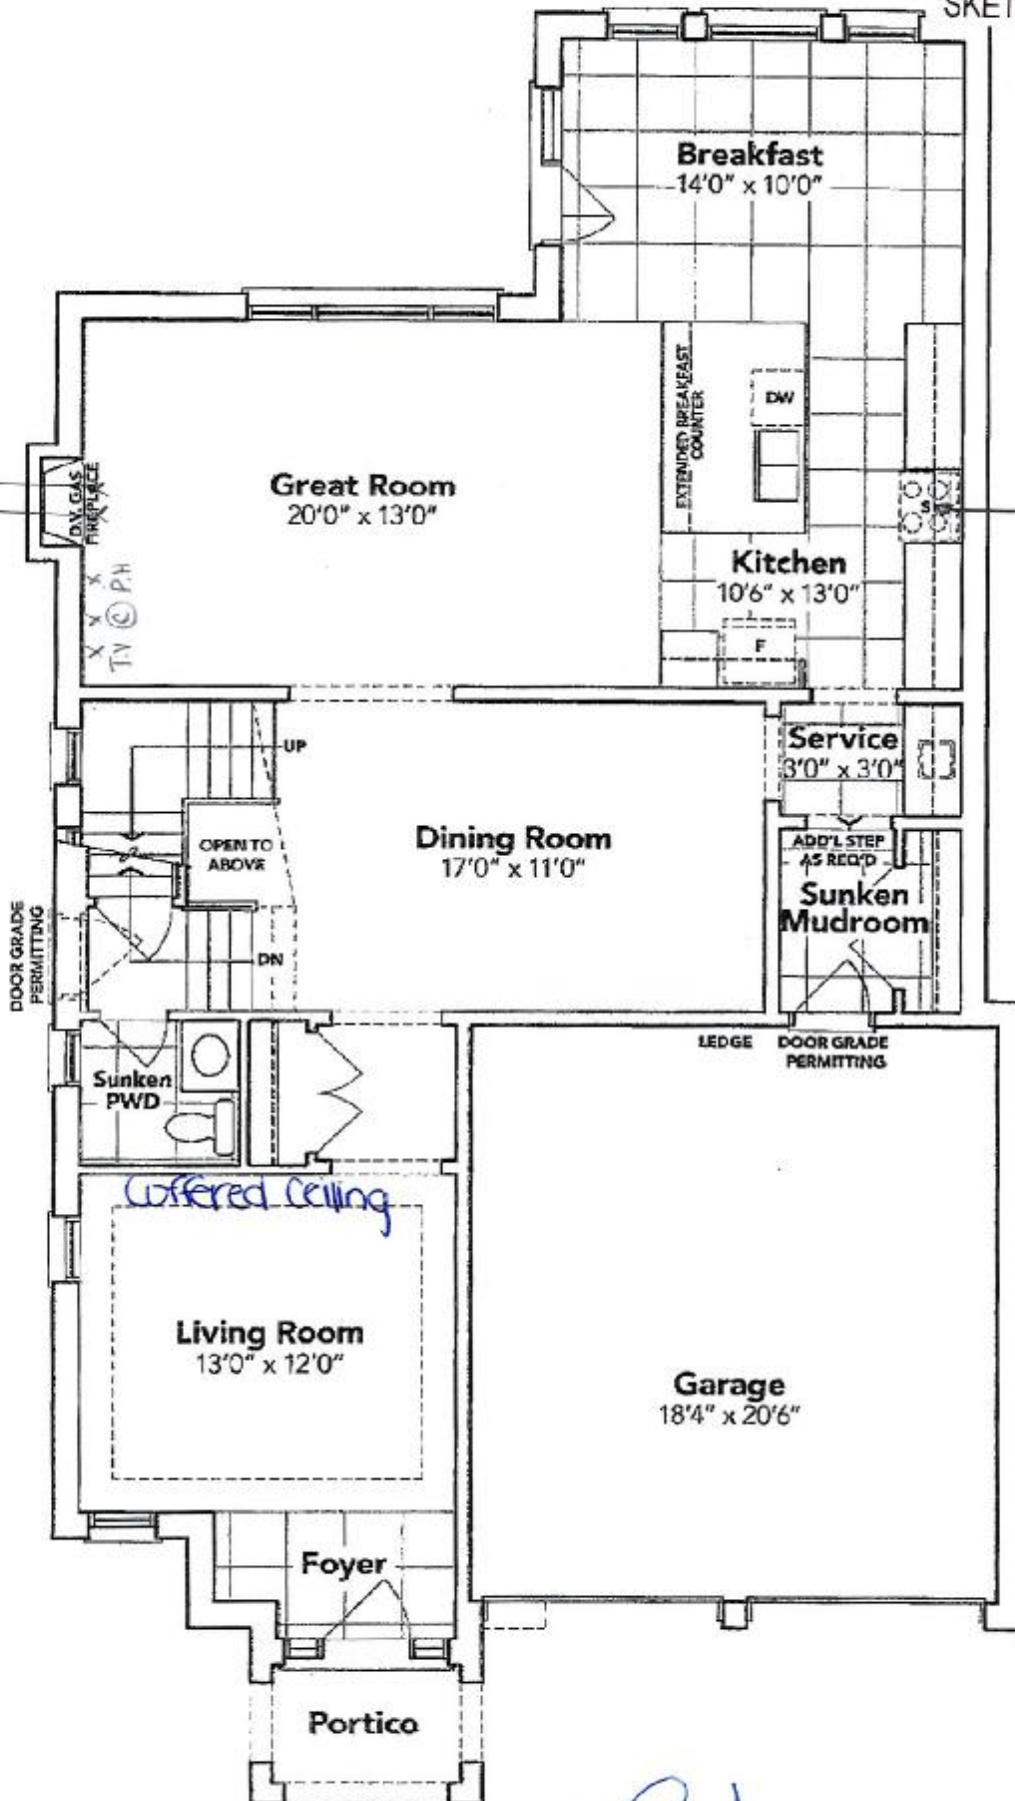 SKET
Breakfast
14'0" x 10'0"
EXTENDED BREAKFAST
COUNTER
DW
D.V. GAS
FIREPLACE
Great Room
20'0" x 13'0"
S
Kitchen
10'6" x 13'0"
X X X
T.V © P.H
F
UP
Service
3'0" x 3'0"
OPEN TO
ABOVE
Dining Room
17'0" x 11'0"
ADD'L STEP
AS REQ'D
Sunken
Mudroom
DOOR GRADE
PERMITTING
DN
LEDGE
DOOR GRADE
PERMITTING
Sunken
PWD
Coffered Ceiling
Living Room
13'0" x 12'0"
Garage
18'4" x 20'6"
Foyer
Portico